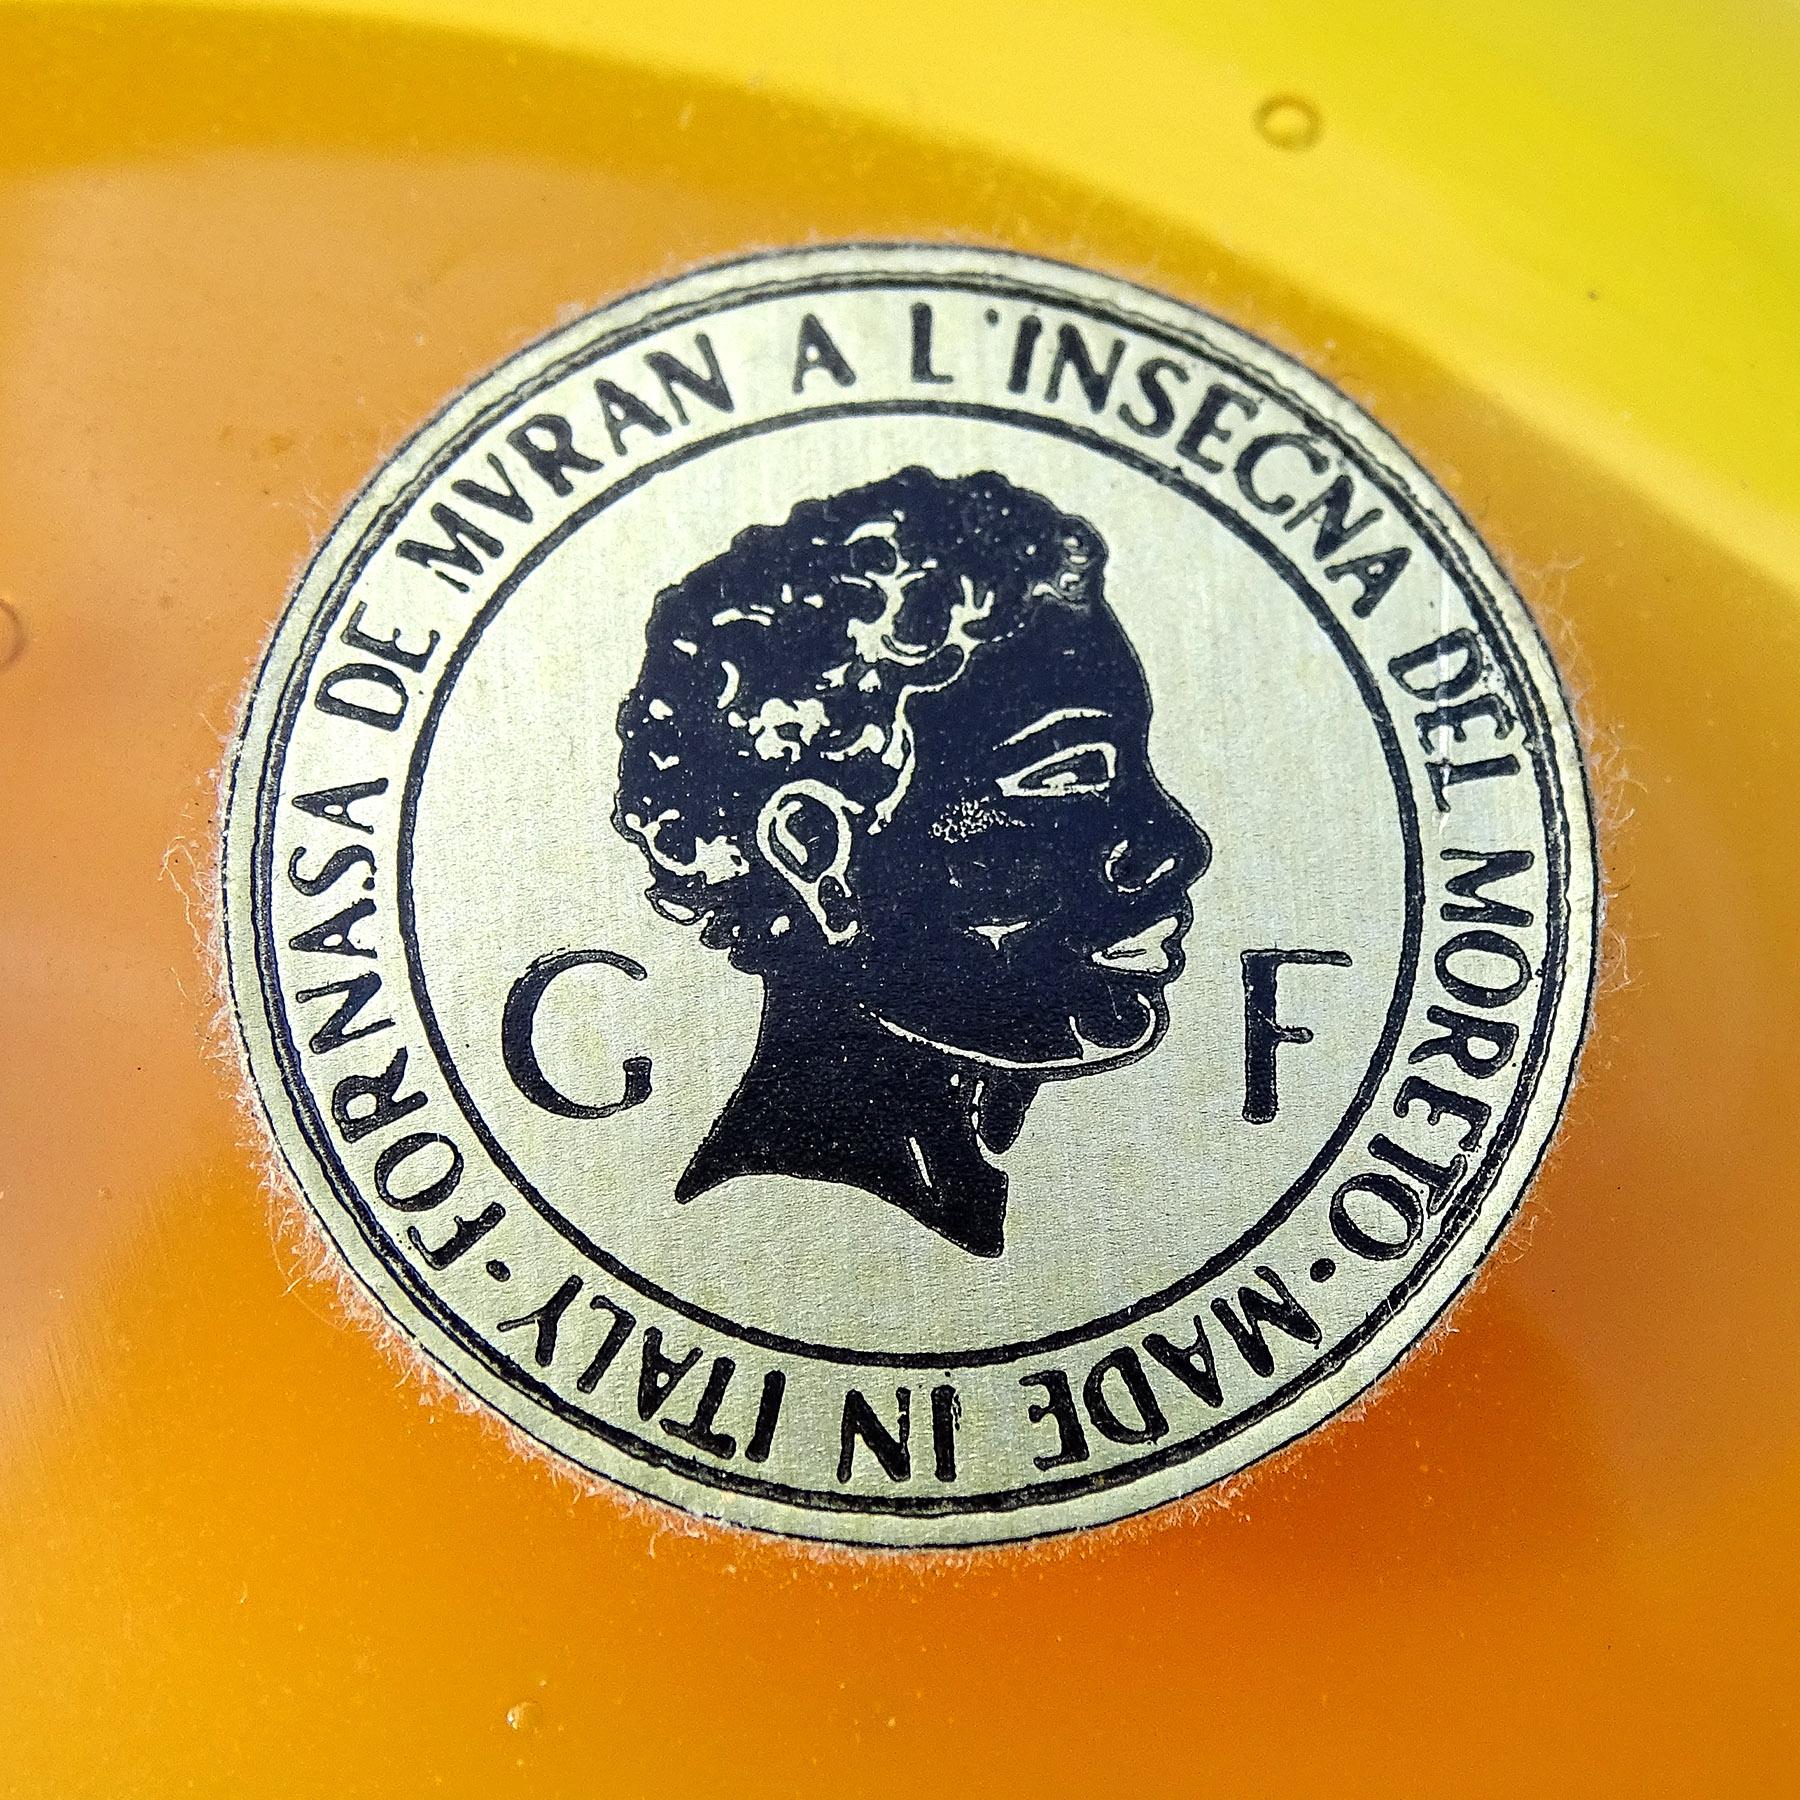 FORNASA DE MVRAN A L'INSEGNA DEL MORETO · MADE IN ITALY ·
G F